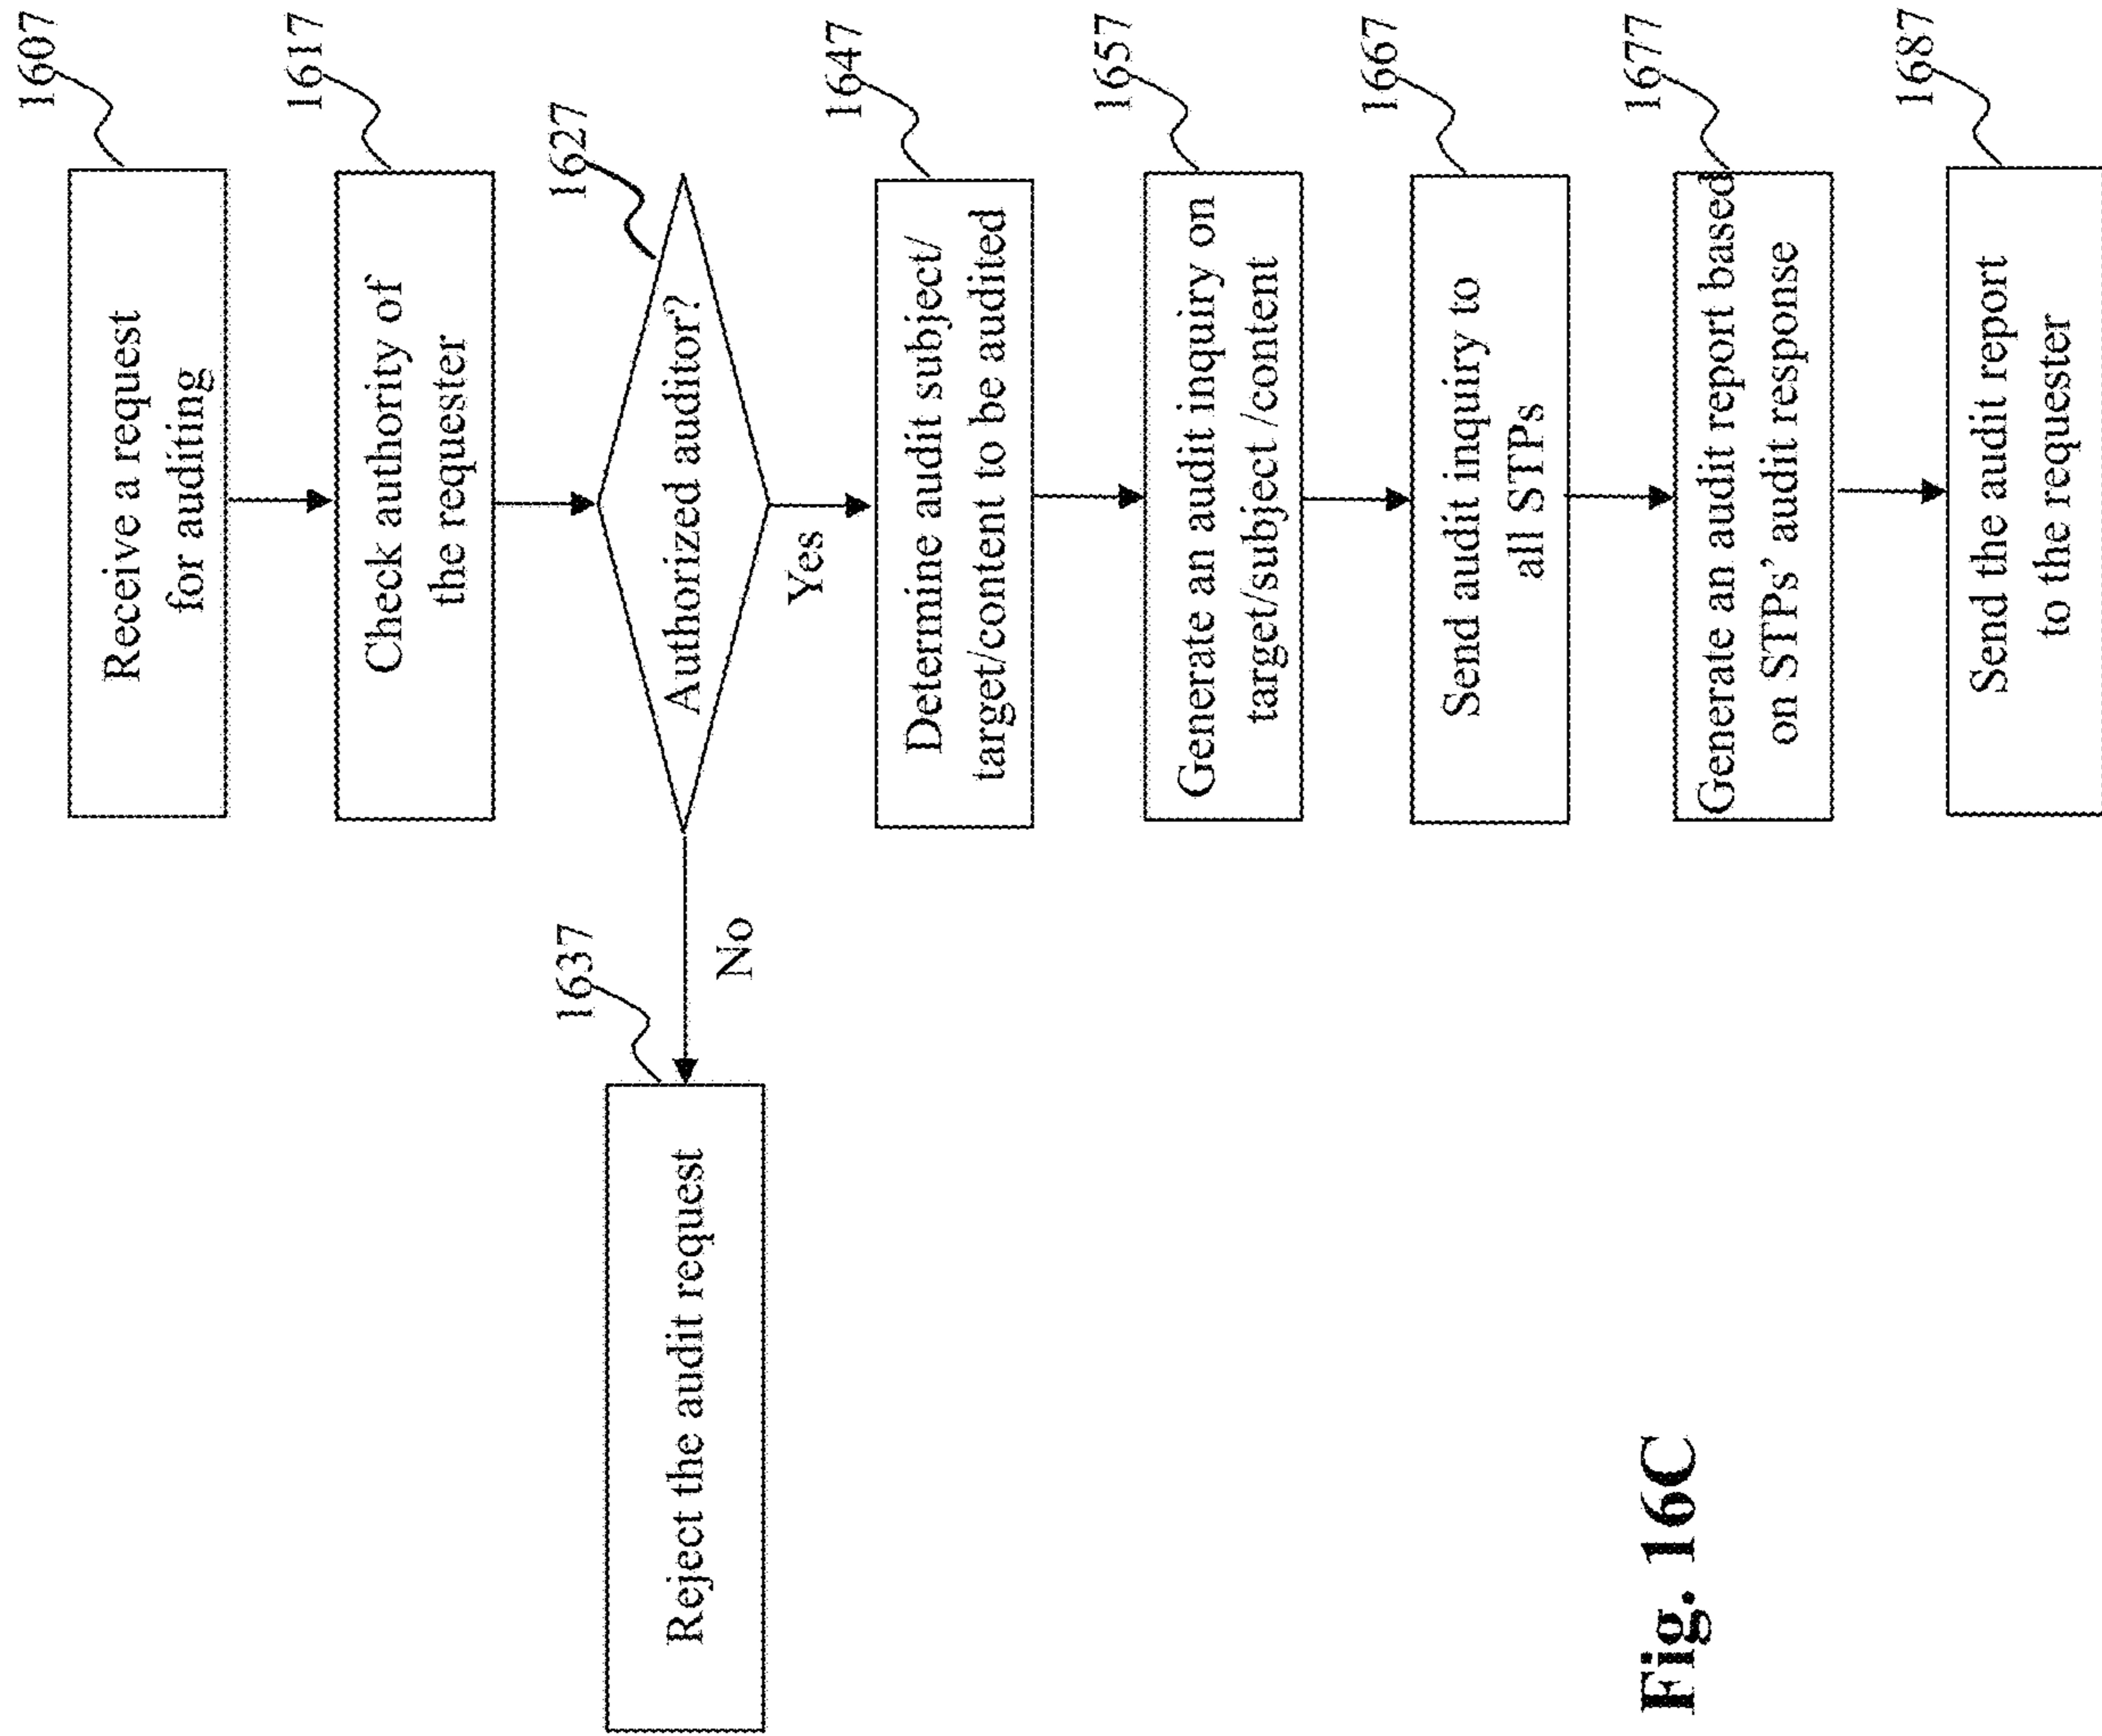 1607
Receive a request
for auditing
1617
Check authority of
the requester
1627
Authorized auditor?
No
Yes
1637
Reject the audit request
1647
Determine audit subject/
target/content to be audited
1657
Generate an audit inquiry on
target/subject /content
1667
Send audit inquiry to
all STPs
1677
Generate an audit report based
on STPs' audit response
1687
Send the audit report
to the requester
Fig. 16C